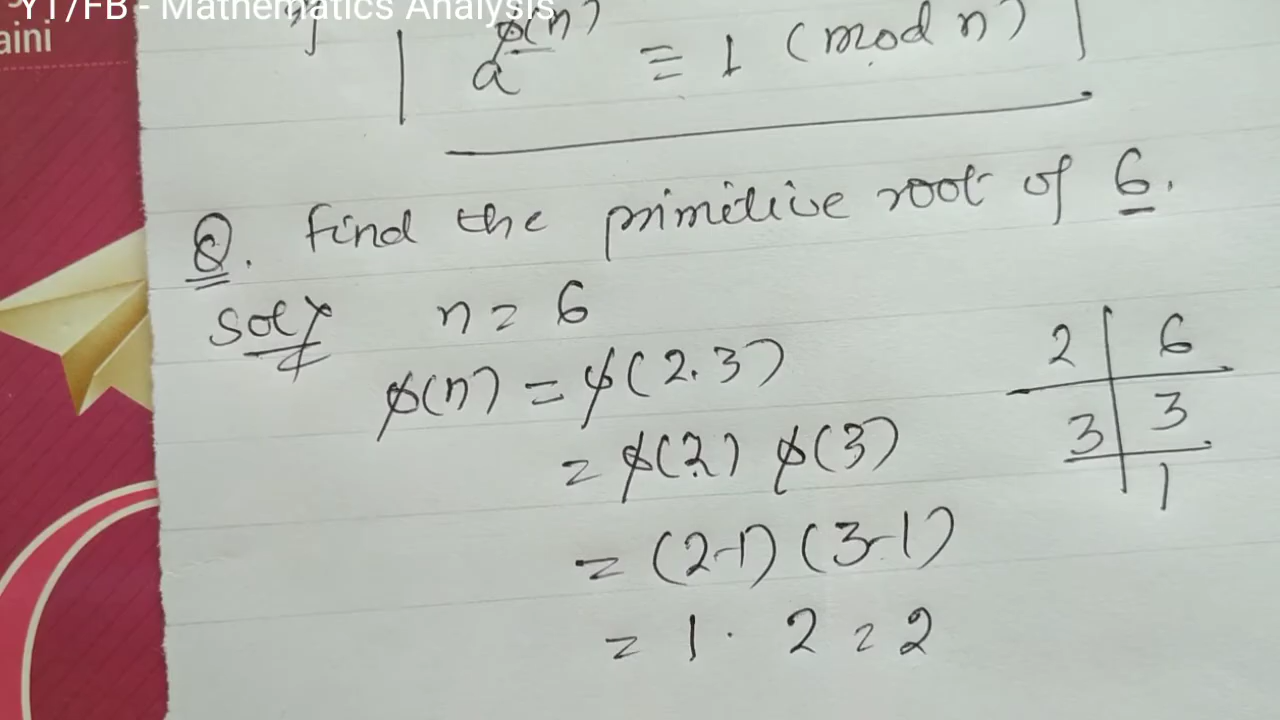 YT/FB - Mathematics Analysis
aini
a^ϕ(n) ≡ 1 (mod n)
Q. Find the primitive root of 6.
Sol^n n = 6
ϕ(n) = ϕ(2.3)
= ϕ(2) ϕ(3)
= (2-1) (3-1)
= 1 . 2 = 2
2 | 6
3 | 3
1